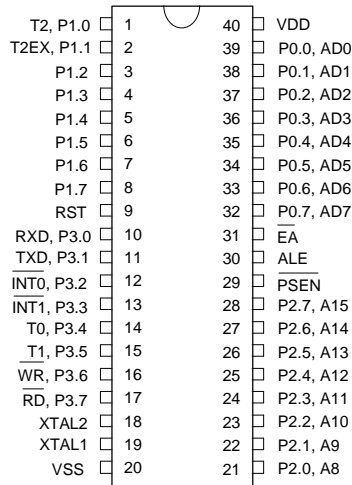 T2, P1.0 1 40 VDD
T2EX, P1.1 2 39 P0.0, AD0
P1.2 3 38 P0.1, AD1
P1.3 4 37 P0.2, AD2
P1.4 5 36 P0.3, AD3
P1.5 6 35 P0.4, AD4
P1.6 7 34 P0.5, AD5
P1.7 8 33 P0.6, AD6
RST 9 32 P0.7, AD7
RXD, P3.0 10 31 EA
TXD, P3.1 11 30 ALE
INT0, P3.2 12 29 PSEN
INT1, P3.3 13 28 P2.7, A15
T0, P3.4 14 27 P2.6, A14
T1, P3.5 15 26 P2.5, A13
WR, P3.6 16 25 P2.4, A12
RD, P3.7 17 24 P2.3, A11
XTAL2 18 23 P2.2, A10
XTAL1 19 22 P2.1, A9
VSS 20 21 P2.0, A8